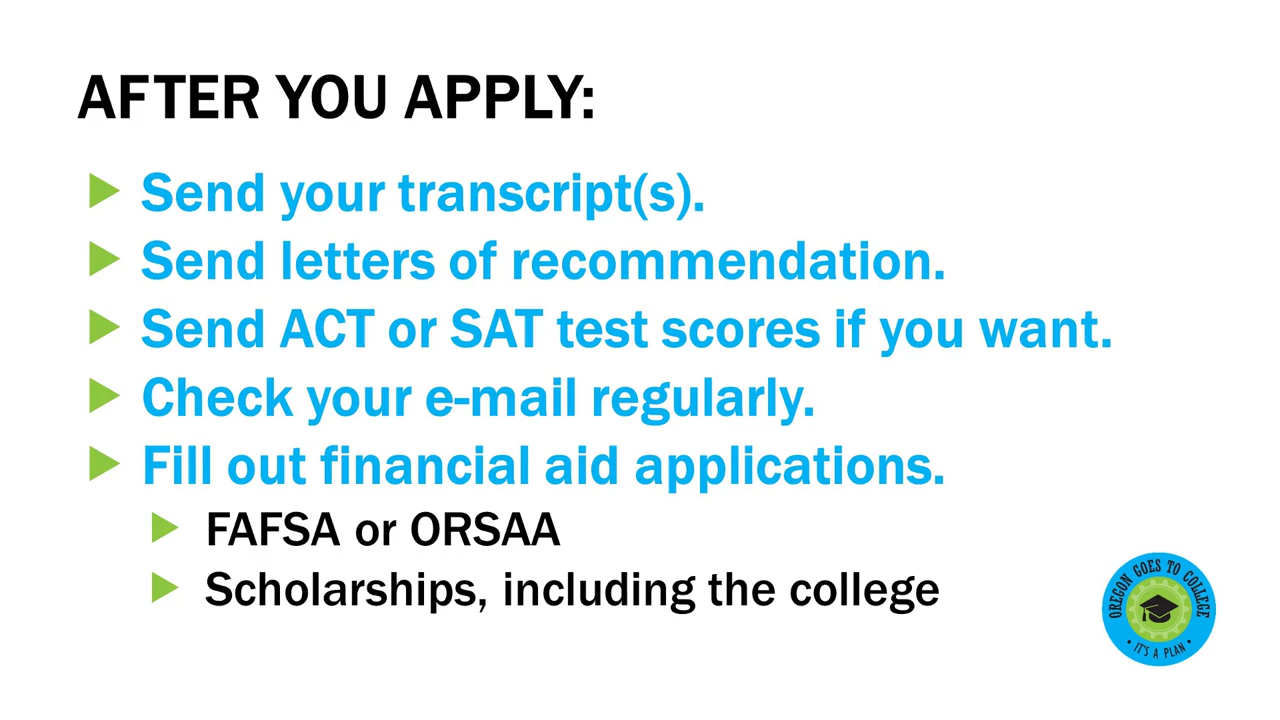 AFTER YOU APPLY:
Send your transcript(s).
Send letters of recommendation.
Send ACT or SAT test scores if you want.
Check your e-mail regularly.
Fill out financial aid applications.
FAFSA or ORSAA
Scholarships, including the college
OREGON GOES TO COLLEGE
• IT'S A PLAN •